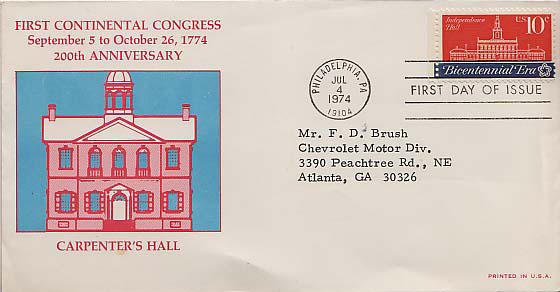 FIRST CONTINENTAL CONGRESS
September 5 to October 26, 1774
200th ANNIVERSARY
CARPENTER'S HALL
Independence
Hall
U.S. 10c
Bicentennial Era
PHILADELPHIA, PA
JUL
4
1974
19104
FIRST DAY OF ISSUE
Mr. F. D. Brush
Chevrolet Motor Div.
3390 Peachtree Rd., NE
Atlanta, GA 30326
PRINTED IN U.S.A.